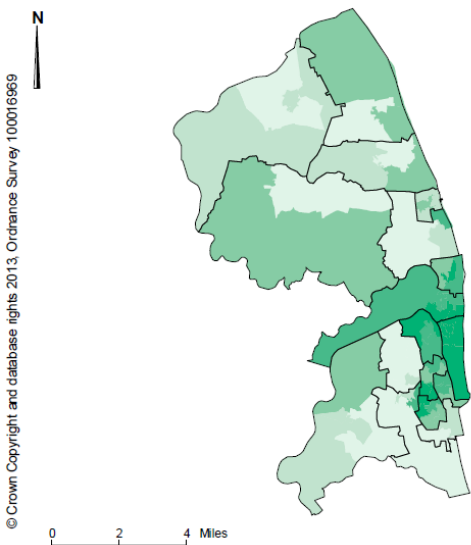 N
© Crown Copyright and database rights 2013, Ordnance Survey 100016969
0 2 4 Miles